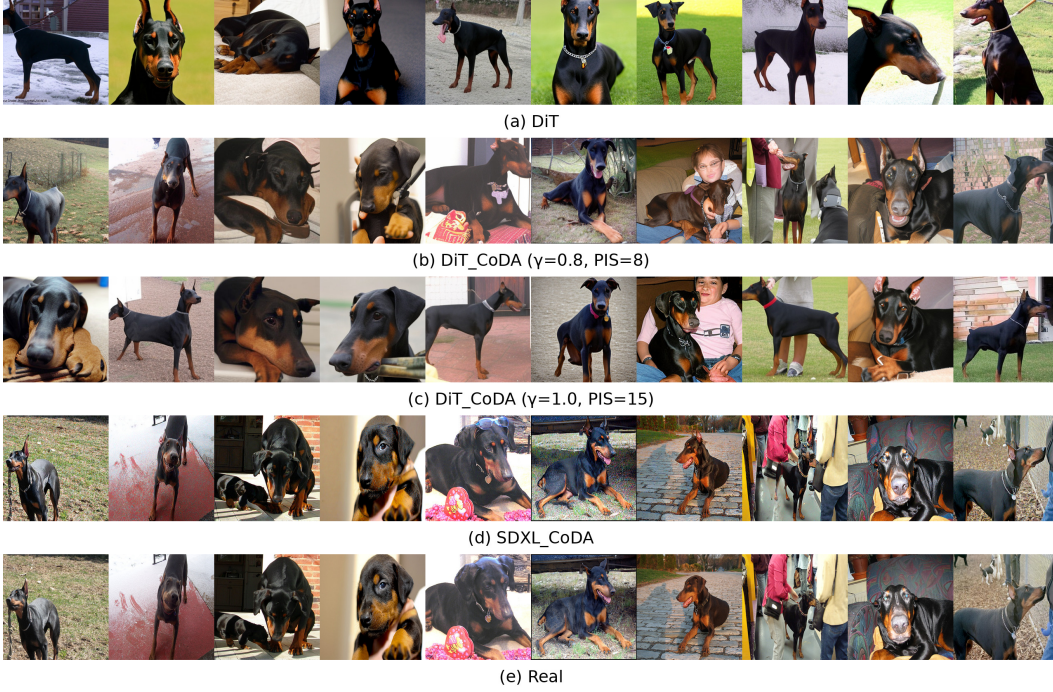 (a) DiT
(b) DiT_CoDA (γ=0.8, PIS=8)
(c) DiT_CoDA (γ=1.0, PIS=15)
(d) SDXL_CoDA
(e) Real